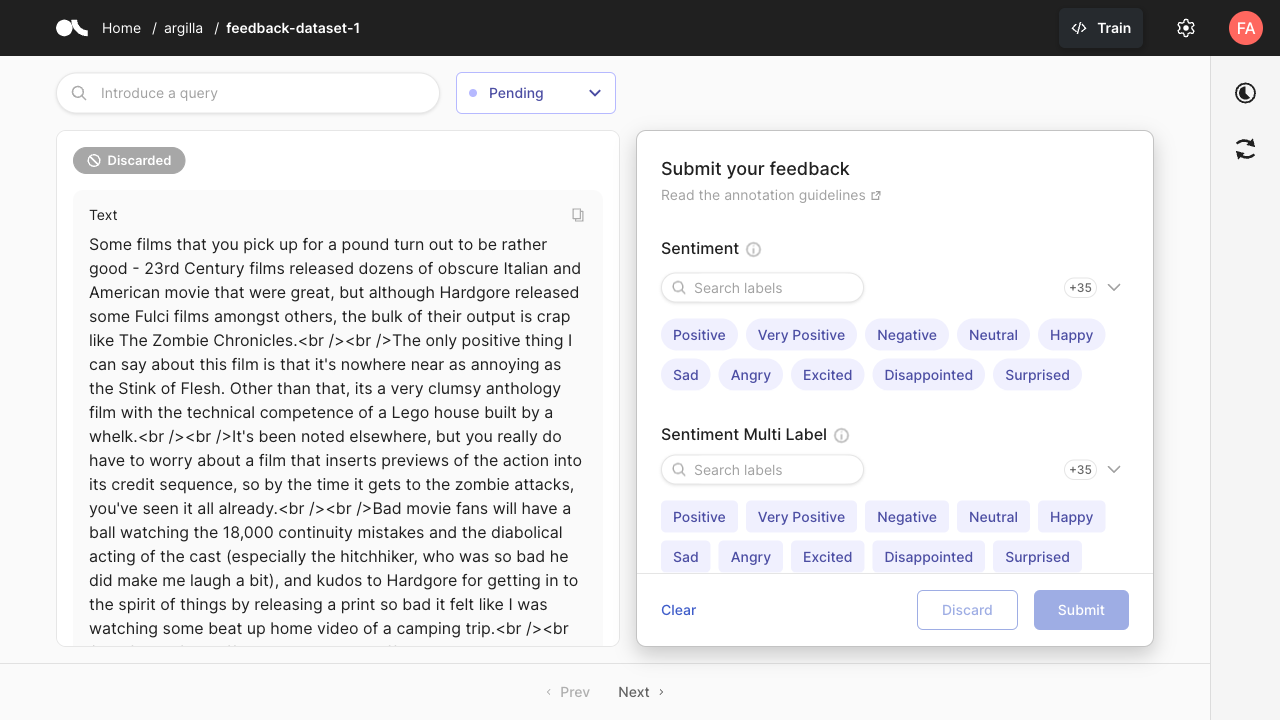 Home / argilla / feedback-dataset-1
Train
FA
Introduce a query
Pending
Discarded
Text
Some films that you pick up for a pound turn out to be rather
good - 23rd Century films released dozens of obscure Italian and
American movie that were great, but although Hardgore released
some Fulci films amongst others, the bulk of their output is crap
like The Zombie Chronicles.<br /><br />The only positive thing I
can say about this film is that it's nowhere near as annoying as
the Stink of Flesh. Other than that, its a very clumsy anthology
film with the technical competence of a Lego house built by a
whelk.<br /><br />It's been noted elsewhere, but you really do
have to worry about a film that inserts previews of the action into
its credit sequence, so by the time it gets to the zombie attacks,
you've seen it all already.<br /><br />Bad movie fans will have a
ball watching the 18,000 continuity mistakes and the diabolical
acting of the cast (especially the hitchhiker, who was so bad he
did make me laugh a bit), and kudos to Hardgore for getting in to
the spirit of things by releasing a print so bad it felt like I was
watching some beat up home video of a camping trip.<br /><br
Submit your feedback
Read the annotation guidelines
Sentiment
Search labels
+35
Positive Very Positive Negative Neutral Happy
Sad Angry Excited Disappointed Surprised
Sentiment Multi Label
Search labels
+35
Positive Very Positive Negative Neutral Happy
Sad Angry Excited Disappointed Surprised
Clear Discard Submit
Prev Next